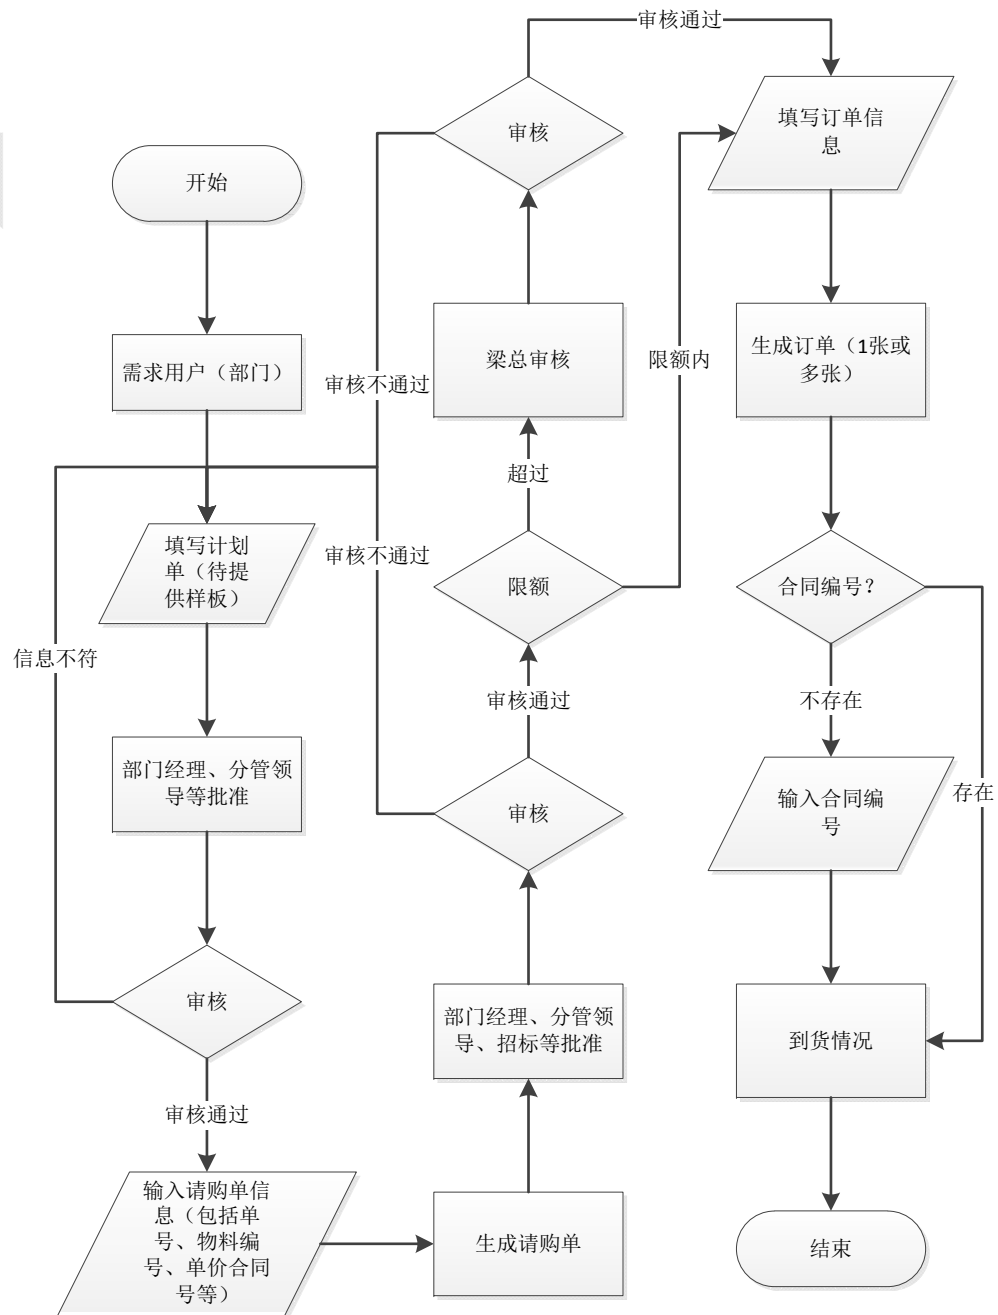 开始
需求用户（部门）
填写计划
单（待提
供样板）
信息不符
部门经理、分管领
导等批准
审核
审核通过
输入请购单信
息（包括单
号、物料编
号、单价合同
号等）
生成请购单
部门经理、分管领
导、招标等批准
审核
审核不通过
审核通过
限额
超过
限额内
梁总审核
审核
审核不通过
审核通过
填写订单信
息
生成订单（1张或
多张）
合同编号？
不存在
存在
输入合同编
号
到货情况
结束